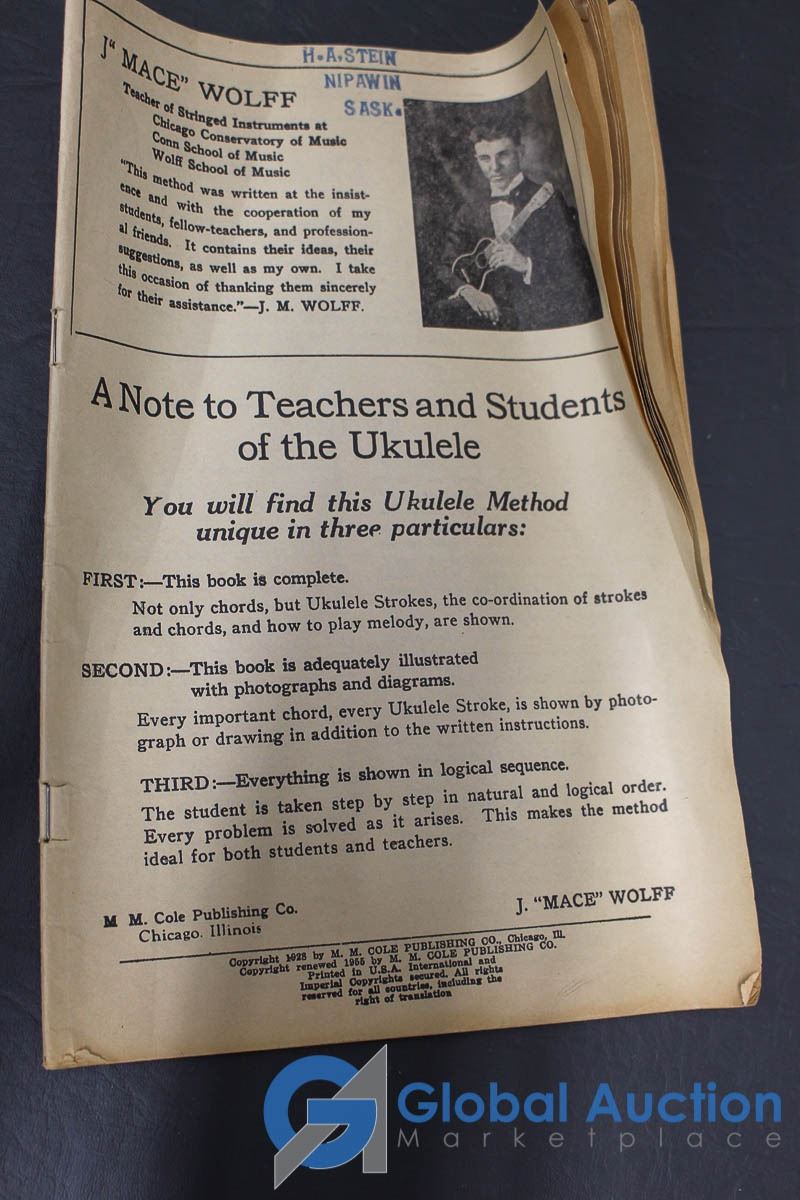 H.A.STEIN
NIPAWIN
SASK.
J "MACE" WOLFF
Teacher of Stringed Instruments at
Chicago Conservatory of Music
Conn School of Music
Wolff School of Music
"This method was written at the insist-
ence and with the cooperation of my
students, fellow-teachers, and profession-
al friends. It contains their ideas, their
suggestions, as well as my own. I take
this occasion of thanking them sincerely
for their assistance."—J. M. WOLFF.
A Note to Teachers and Students
of the Ukulele
You will find this Ukulele Method
unique in three particulars:
FIRST:—This book is complete.
Not only chords, but Ukulele Strokes, the co-ordination of strokes
and chords, and how to play melody, are shown.
SECOND:—This book is adequately illustrated
with photographs and diagrams.
Every important chord, every Ukulele Stroke, is shown by photo-
graph or drawing in addition to the written instructions.
THIRD:—Everything is shown in logical sequence.
The student is taken step by step in natural and logical order.
Every problem is solved as it arises. This makes the method
ideal for both students and teachers.
M M. Cole Publishing Co.
Chicago. Illinois
J. "MACE" WOLFF
Copyright 1928 by M. M. COLE PUBLISHING CO., Chicago, Ill.
Copyright renewed 1955 by M. M. COLE PUBLISHING CO.
Printed in U.S.A. International and
Imperial Copyrights secured. All rights
reserved for all countries, including the
right of translation
GA Global Auction
Marketplace